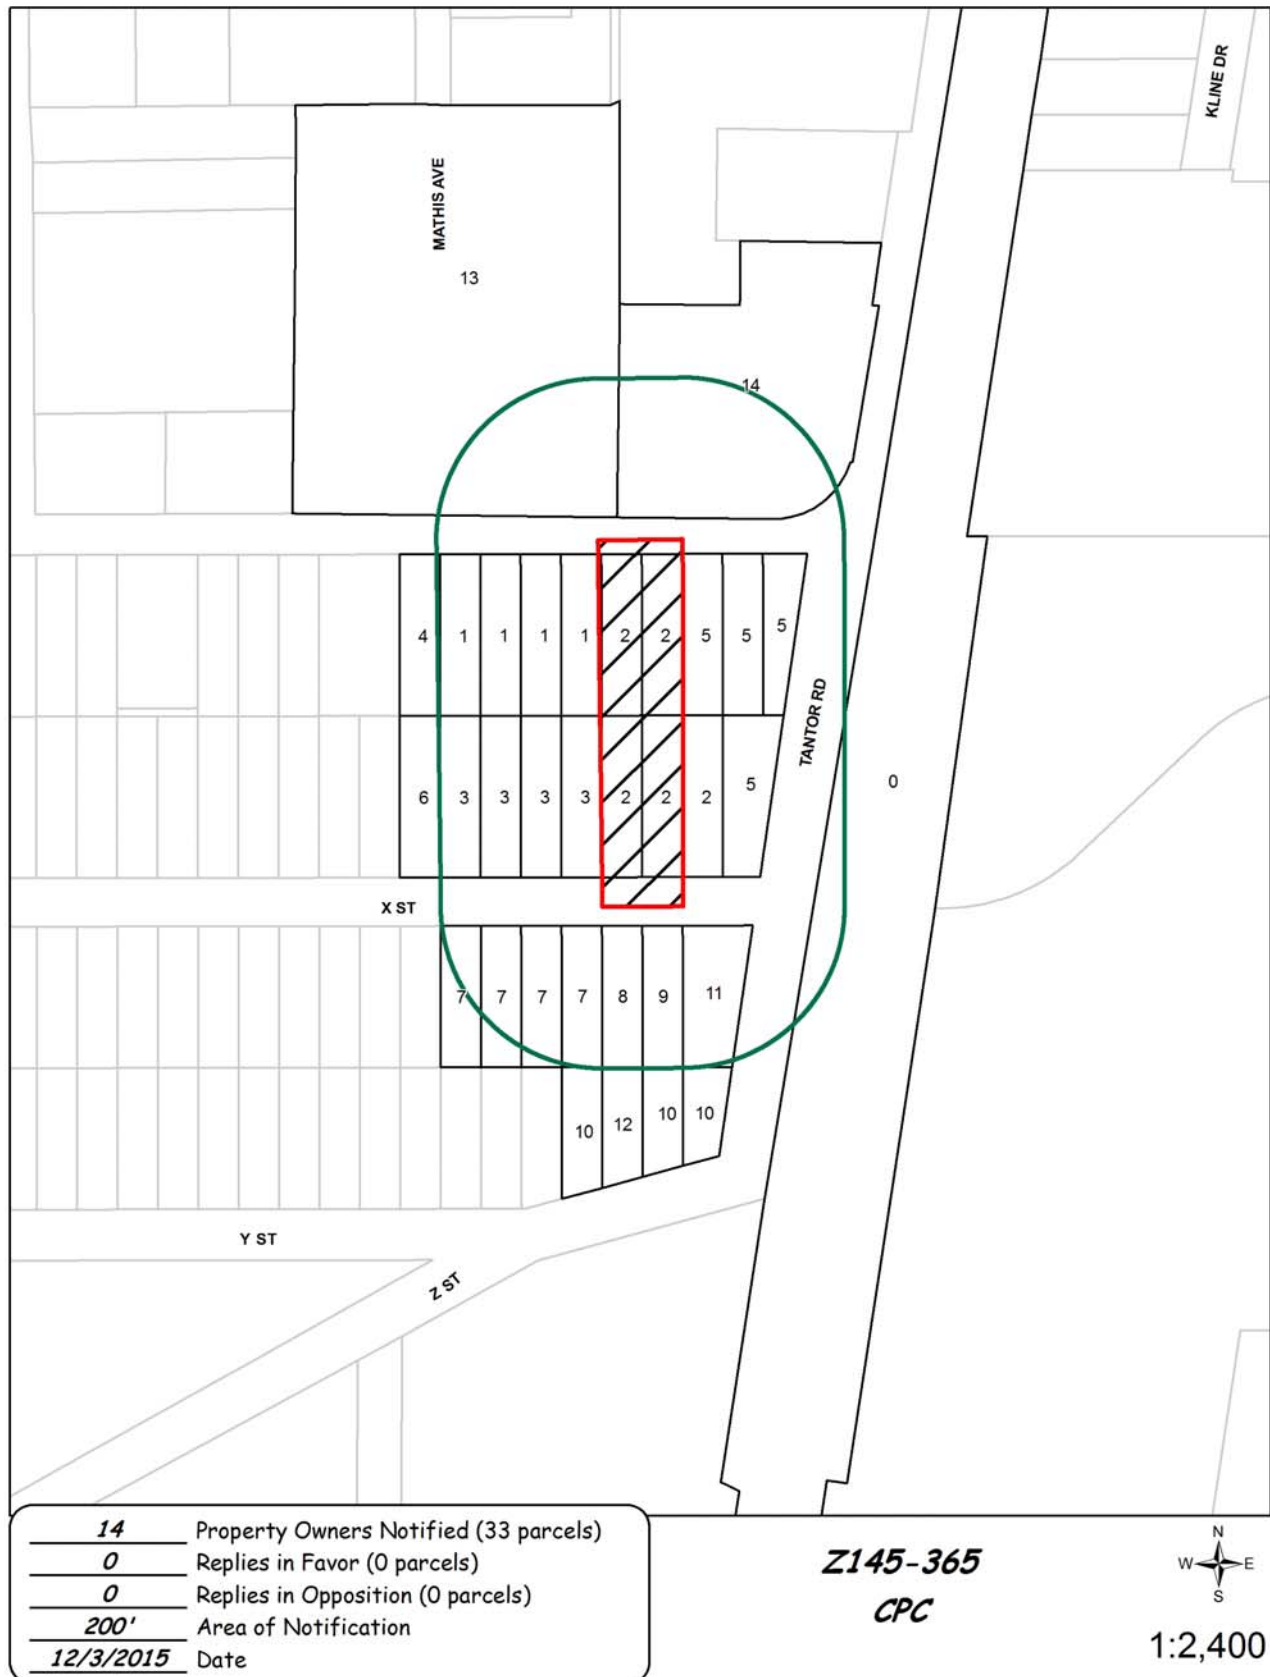 KLINE DR
MATHIS AVE
13
14
4 1 1 1 1 2 2 5 5 5
TANTOR RD
6 3 3 3 3 2 2 2 5
0
X ST
7 7 7 7 8 9 11
10 12 10 10
Y ST
Z ST
14 Property Owners Notified (33 parcels)
0 Replies in Favor (0 parcels)
0 Replies in Opposition (0 parcels)
200' Area of Notification
12/3/2015 Date
Z145-365
CPC
N
W E
S
1:2,400